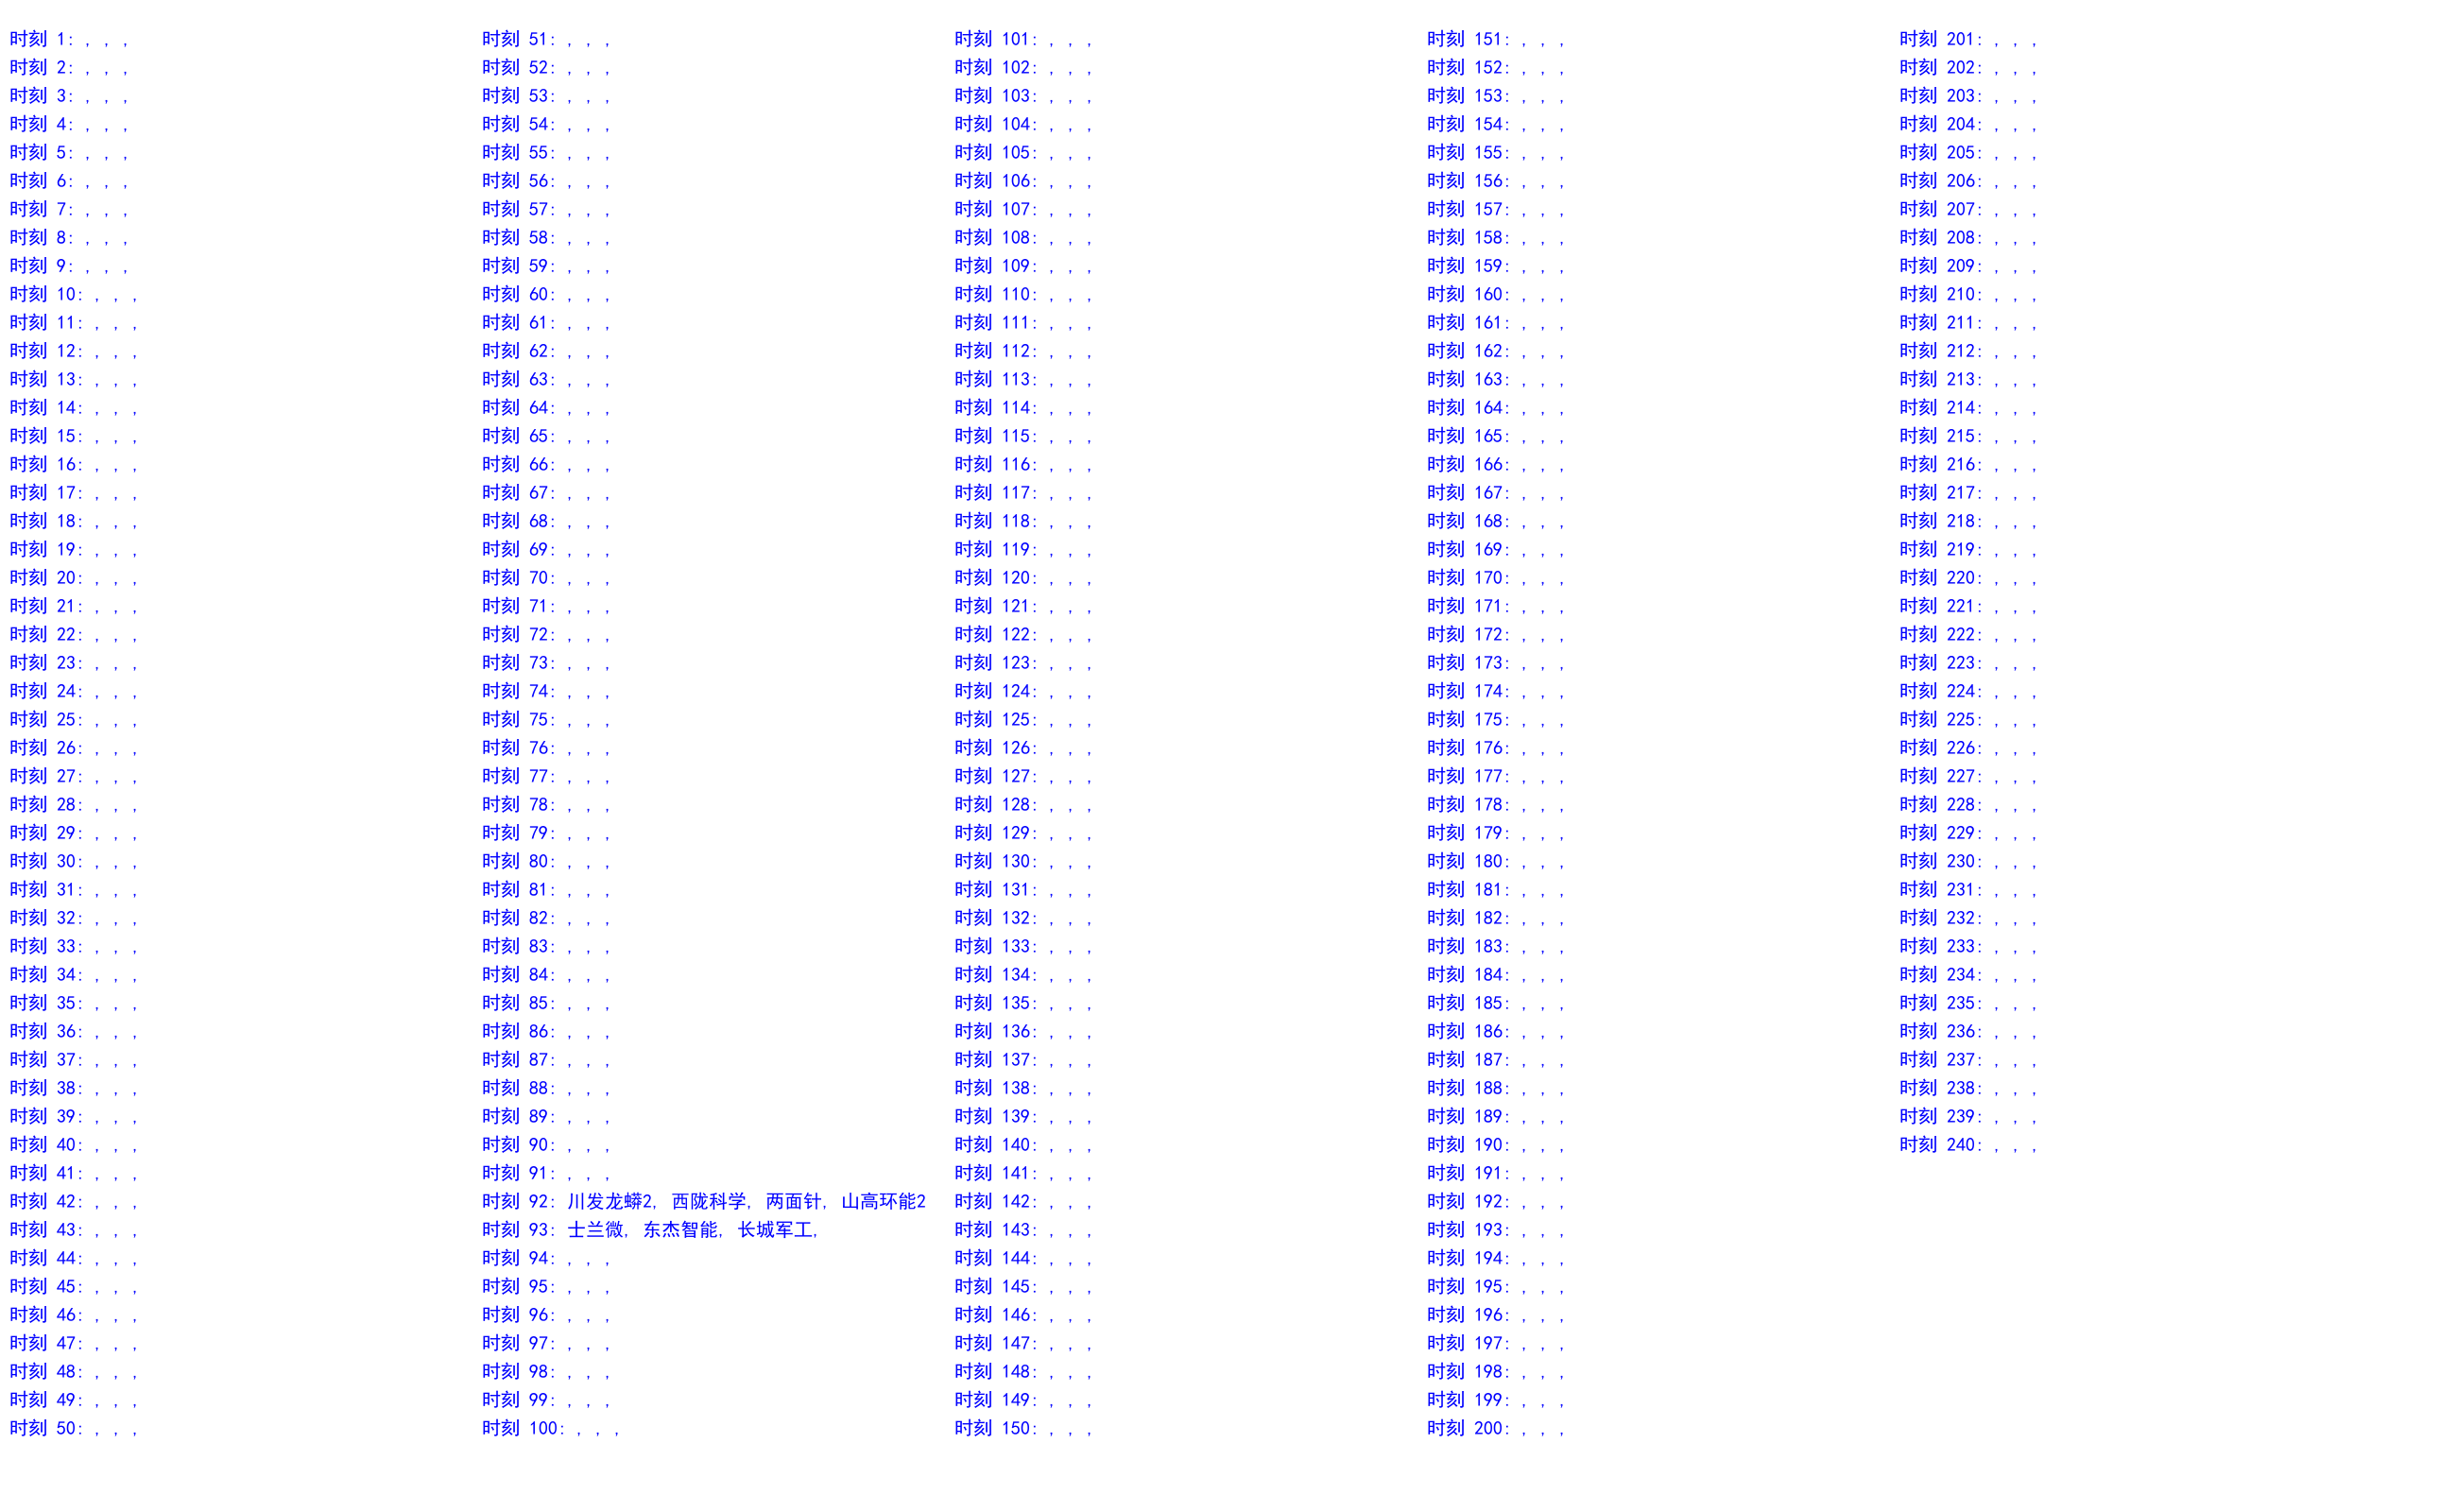 时刻 1: , , ,
时刻 2: , , ,
时刻 3: , , ,
时刻 4: , , ,
时刻 5: , , ,
时刻 6: , , ,
时刻 7: , , ,
时刻 8: , , ,
时刻 9: , , ,
时刻 10: , , ,
时刻 11: , , ,
时刻 12: , , ,
时刻 13: , , ,
时刻 14: , , ,
时刻 15: , , ,
时刻 16: , , ,
时刻 17: , , ,
时刻 18: , , ,
时刻 19: , , ,
时刻 20: , , ,
时刻 21: , , ,
时刻 22: , , ,
时刻 23: , , ,
时刻 24: , , ,
时刻 25: , , ,
时刻 26: , , ,
时刻 27: , , ,
时刻 28: , , ,
时刻 29: , , ,
时刻 30: , , ,
时刻 31: , , ,
时刻 32: , , ,
时刻 33: , , ,
时刻 34: , , ,
时刻 35: , , ,
时刻 36: , , ,
时刻 37: , , ,
时刻 38: , , ,
时刻 39: , , ,
时刻 40: , , ,
时刻 41: , , ,
时刻 42: , , ,
时刻 43: , , ,
时刻 44: , , ,
时刻 45: , , ,
时刻 46: , , ,
时刻 47: , , ,
时刻 48: , , ,
时刻 49: , , ,
时刻 50: , , ,
时刻 51: , , ,
时刻 52: , , ,
时刻 53: , , ,
时刻 54: , , ,
时刻 55: , , ,
时刻 56: , , ,
时刻 57: , , ,
时刻 58: , , ,
时刻 59: , , ,
时刻 60: , , ,
时刻 61: , , ,
时刻 62: , , ,
时刻 63: , , ,
时刻 64: , , ,
时刻 65: , , ,
时刻 66: , , ,
时刻 67: , , ,
时刻 68: , , ,
时刻 69: , , ,
时刻 70: , , ,
时刻 71: , , ,
时刻 72: , , ,
时刻 73: , , ,
时刻 74: , , ,
时刻 75: , , ,
时刻 76: , , ,
时刻 77: , , ,
时刻 78: , , ,
时刻 79: , , ,
时刻 80: , , ,
时刻 81: , , ,
时刻 82: , , ,
时刻 83: , , ,
时刻 84: , , ,
时刻 85: , , ,
时刻 86: , , ,
时刻 87: , , ,
时刻 88: , , ,
时刻 89: , , ,
时刻 90: , , ,
时刻 91: , , ,
时刻 92: 川发龙蟒2, 西陇科学, 两面针, 山高环能2
时刻 93: 士兰微, 东杰智能, 长城军工,
时刻 94: , , ,
时刻 95: , , ,
时刻 96: , , ,
时刻 97: , , ,
时刻 98: , , ,
时刻 99: , , ,
时刻 100: , , ,
时刻 101: , , ,
时刻 102: , , ,
时刻 103: , , ,
时刻 104: , , ,
时刻 105: , , ,
时刻 106: , , ,
时刻 107: , , ,
时刻 108: , , ,
时刻 109: , , ,
时刻 110: , , ,
时刻 111: , , ,
时刻 112: , , ,
时刻 113: , , ,
时刻 114: , , ,
时刻 115: , , ,
时刻 116: , , ,
时刻 117: , , ,
时刻 118: , , ,
时刻 119: , , ,
时刻 120: , , ,
时刻 121: , , ,
时刻 122: , , ,
时刻 123: , , ,
时刻 124: , , ,
时刻 125: , , ,
时刻 126: , , ,
时刻 127: , , ,
时刻 128: , , ,
时刻 129: , , ,
时刻 130: , , ,
时刻 131: , , ,
时刻 132: , , ,
时刻 133: , , ,
时刻 134: , , ,
时刻 135: , , ,
时刻 136: , , ,
时刻 137: , , ,
时刻 138: , , ,
时刻 139: , , ,
时刻 140: , , ,
时刻 141: , , ,
时刻 142: , , ,
时刻 143: , , ,
时刻 144: , , ,
时刻 145: , , ,
时刻 146: , , ,
时刻 147: , , ,
时刻 148: , , ,
时刻 149: , , ,
时刻 150: , , ,
时刻 151: , , ,
时刻 152: , , ,
时刻 153: , , ,
时刻 154: , , ,
时刻 155: , , ,
时刻 156: , , ,
时刻 157: , , ,
时刻 158: , , ,
时刻 159: , , ,
时刻 160: , , ,
时刻 161: , , ,
时刻 162: , , ,
时刻 163: , , ,
时刻 164: , , ,
时刻 165: , , ,
时刻 166: , , ,
时刻 167: , , ,
时刻 168: , , ,
时刻 169: , , ,
时刻 170: , , ,
时刻 171: , , ,
时刻 172: , , ,
时刻 173: , , ,
时刻 174: , , ,
时刻 175: , , ,
时刻 176: , , ,
时刻 177: , , ,
时刻 178: , , ,
时刻 179: , , ,
时刻 180: , , ,
时刻 181: , , ,
时刻 182: , , ,
时刻 183: , , ,
时刻 184: , , ,
时刻 185: , , ,
时刻 186: , , ,
时刻 187: , , ,
时刻 188: , , ,
时刻 189: , , ,
时刻 190: , , ,
时刻 191: , , ,
时刻 192: , , ,
时刻 193: , , ,
时刻 194: , , ,
时刻 195: , , ,
时刻 196: , , ,
时刻 197: , , ,
时刻 198: , , ,
时刻 199: , , ,
时刻 200: , , ,
时刻 201: , , ,
时刻 202: , , ,
时刻 203: , , ,
时刻 204: , , ,
时刻 205: , , ,
时刻 206: , , ,
时刻 207: , , ,
时刻 208: , , ,
时刻 209: , , ,
时刻 210: , , ,
时刻 211: , , ,
时刻 212: , , ,
时刻 213: , , ,
时刻 214: , , ,
时刻 215: , , ,
时刻 216: , , ,
时刻 217: , , ,
时刻 218: , , ,
时刻 219: , , ,
时刻 220: , , ,
时刻 221: , , ,
时刻 222: , , ,
时刻 223: , , ,
时刻 224: , , ,
时刻 225: , , ,
时刻 226: , , ,
时刻 227: , , ,
时刻 228: , , ,
时刻 229: , , ,
时刻 230: , , ,
时刻 231: , , ,
时刻 232: , , ,
时刻 233: , , ,
时刻 234: , , ,
时刻 235: , , ,
时刻 236: , , ,
时刻 237: , , ,
时刻 238: , , ,
时刻 239: , , ,
时刻 240: , , ,